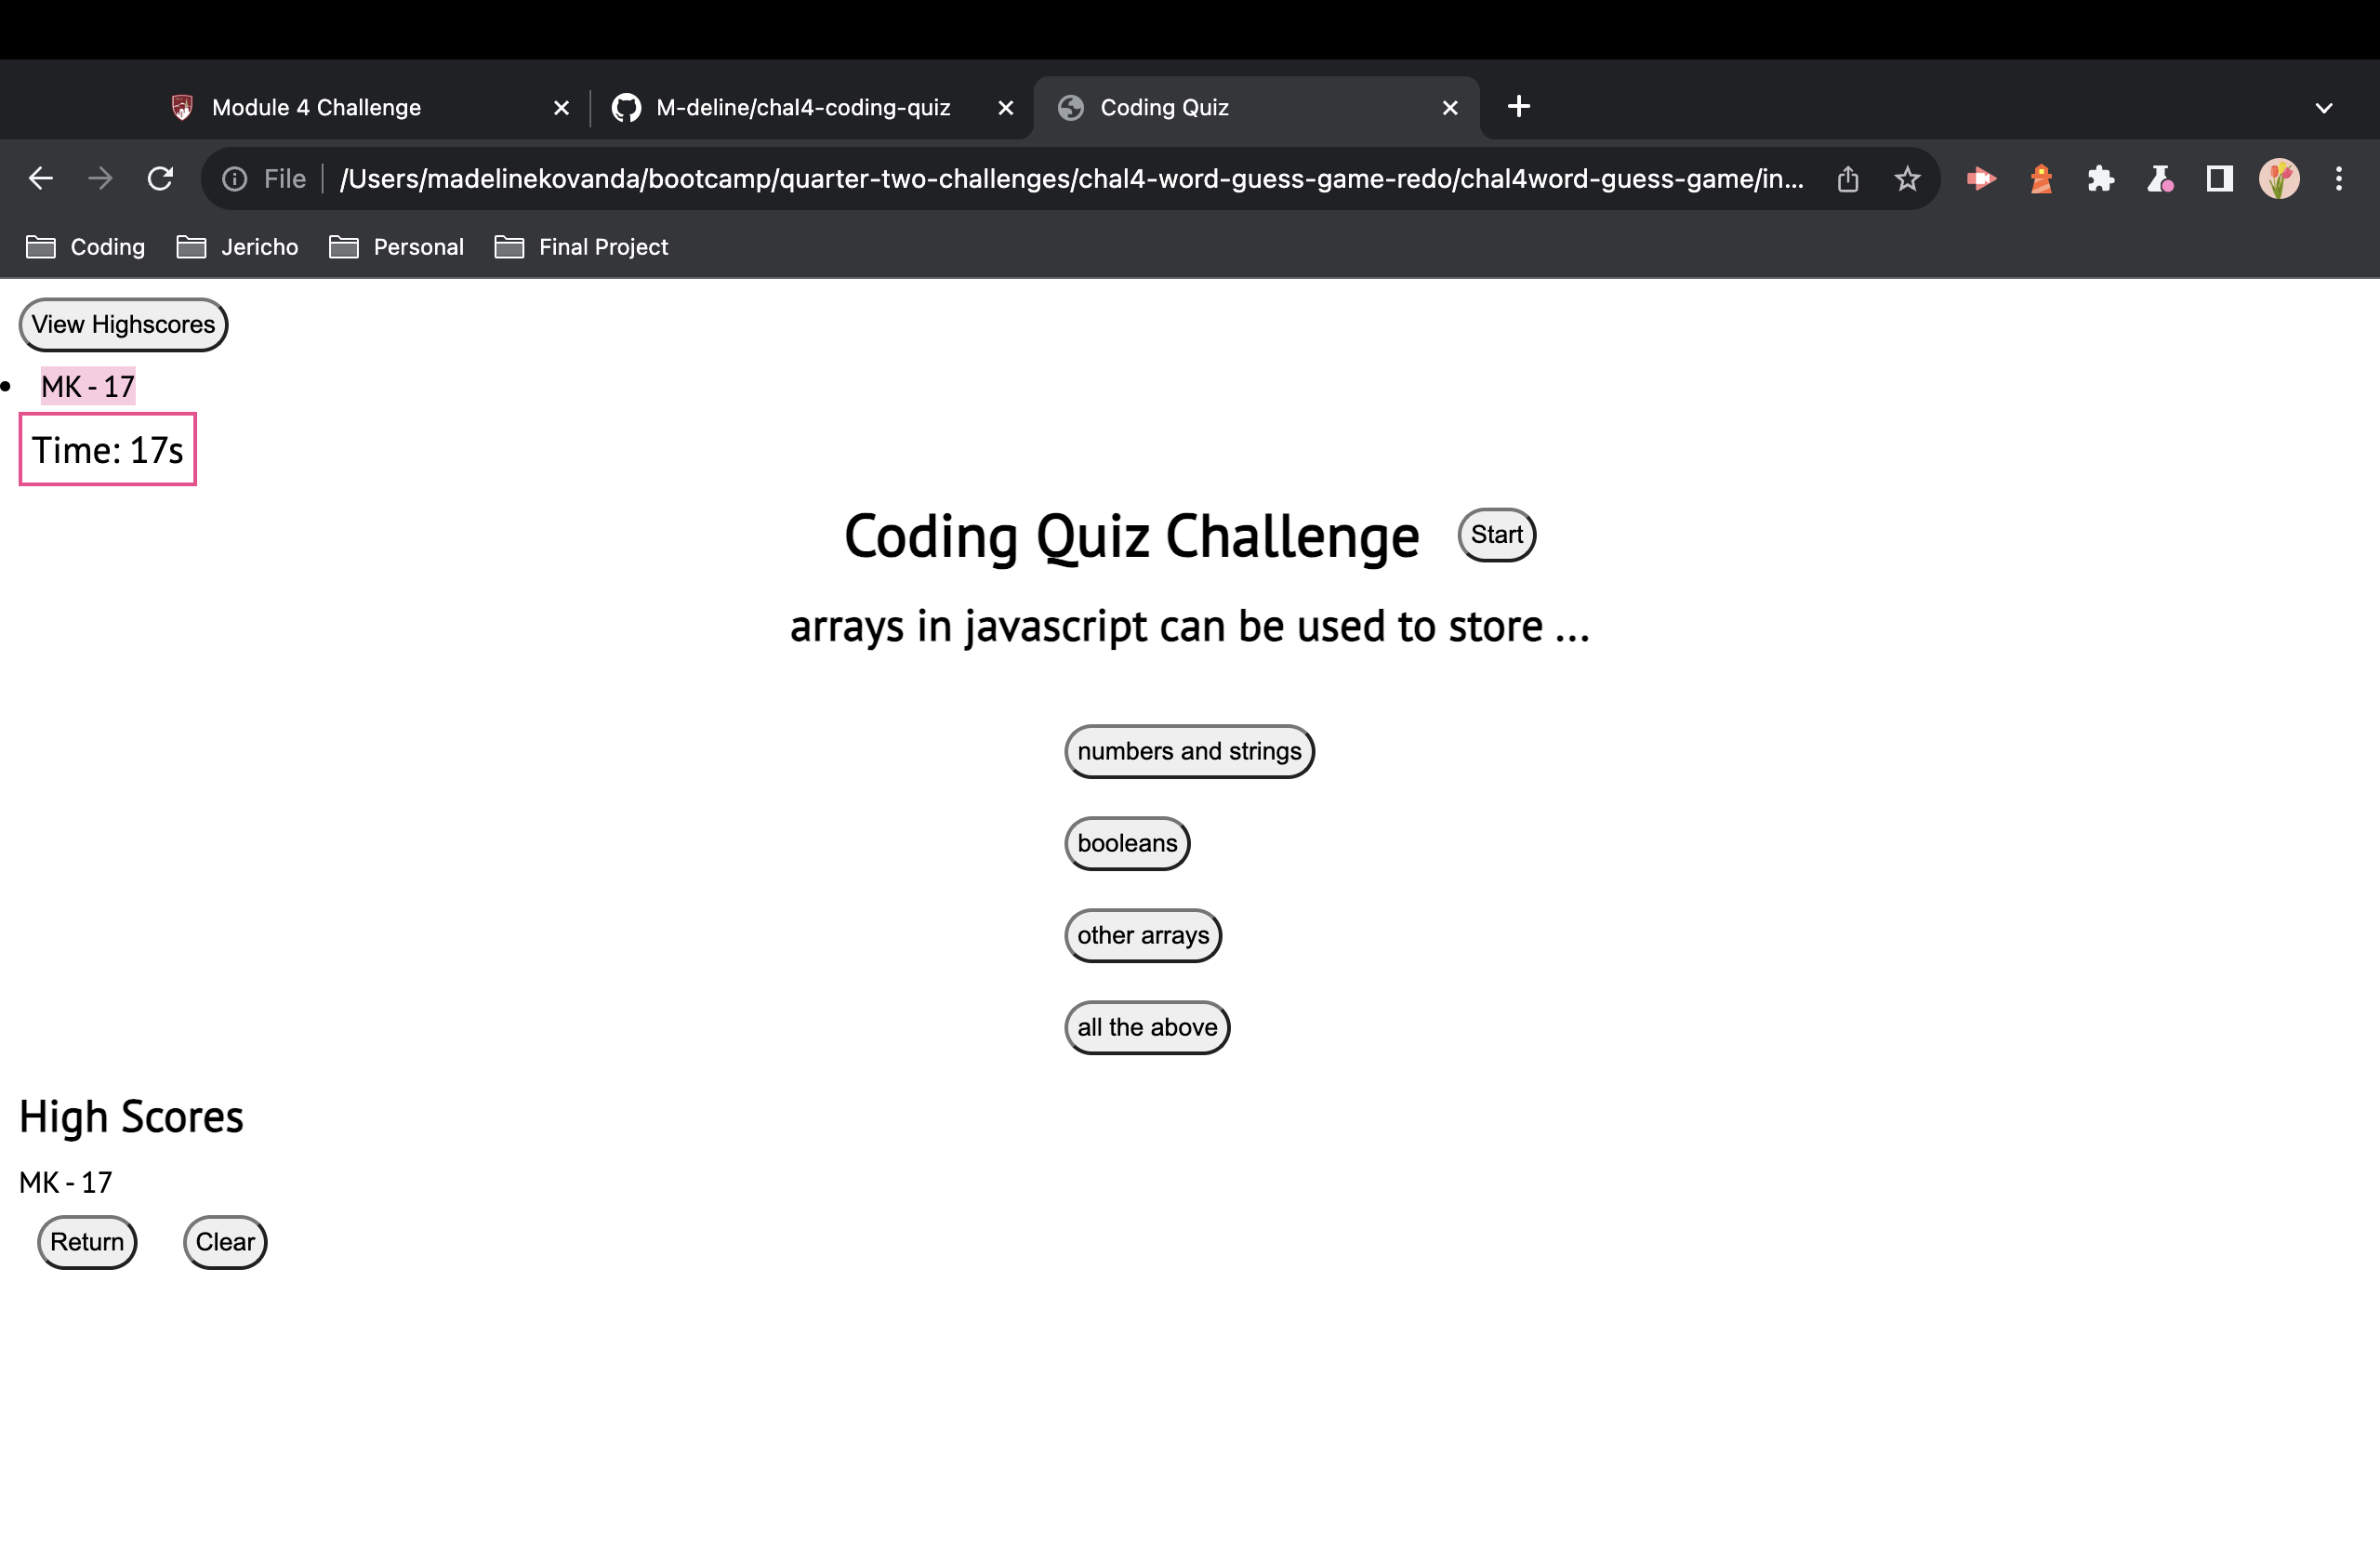 Module 4 Challenge
M-deline/chal4-coding-quiz
Coding Quiz
File /Users/madelinekovanda/bootcamp/quarter-two-challenges/chal4-word-guess-game-redo/chal4word-guess-game/in...
Coding Jericho Personal Final Project
View Highscores
MK - 17
Time: 17s
Coding Quiz Challenge Start
arrays in javascript can be used to store ...
numbers and strings
booleans
other arrays
all the above
High Scores
MK - 17
Return Clear